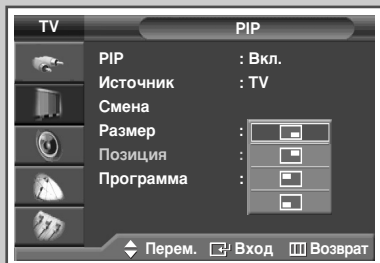 TV PIP
PIP : Вкл.
Источник : TV
Смена
Размер :
Позиция :
Программа :
Перем. Вход Возврат